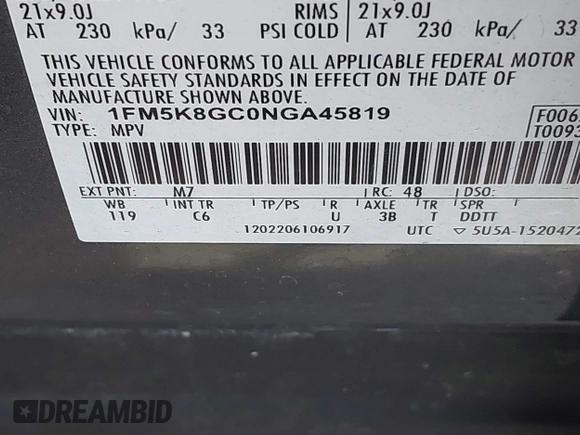 21x9.0J RIMS 21x9.0J
AT 230 kPa/ 33 PSI COLD AT 230 kPa/ 33
THIS VEHICLE CONFORMS TO ALL APPLICABLE FEDERAL MOTOR
VEHICLE SAFETY STANDARDS IN EFFECT ON THE DATE OF
MANUFACTURE SHOWN ABOVE.
VIN: 1FM5K8GC0NGA45819
TYPE: MPV
F006
T0093
EXT PNT: M7 RC: 48 DSO:
WB INT TR TP/PS R AXLE TR SPR
119 C6 U 3B T DDTT
1202206106917 UTC ▽ 5U5A-1520472
DREAMBID